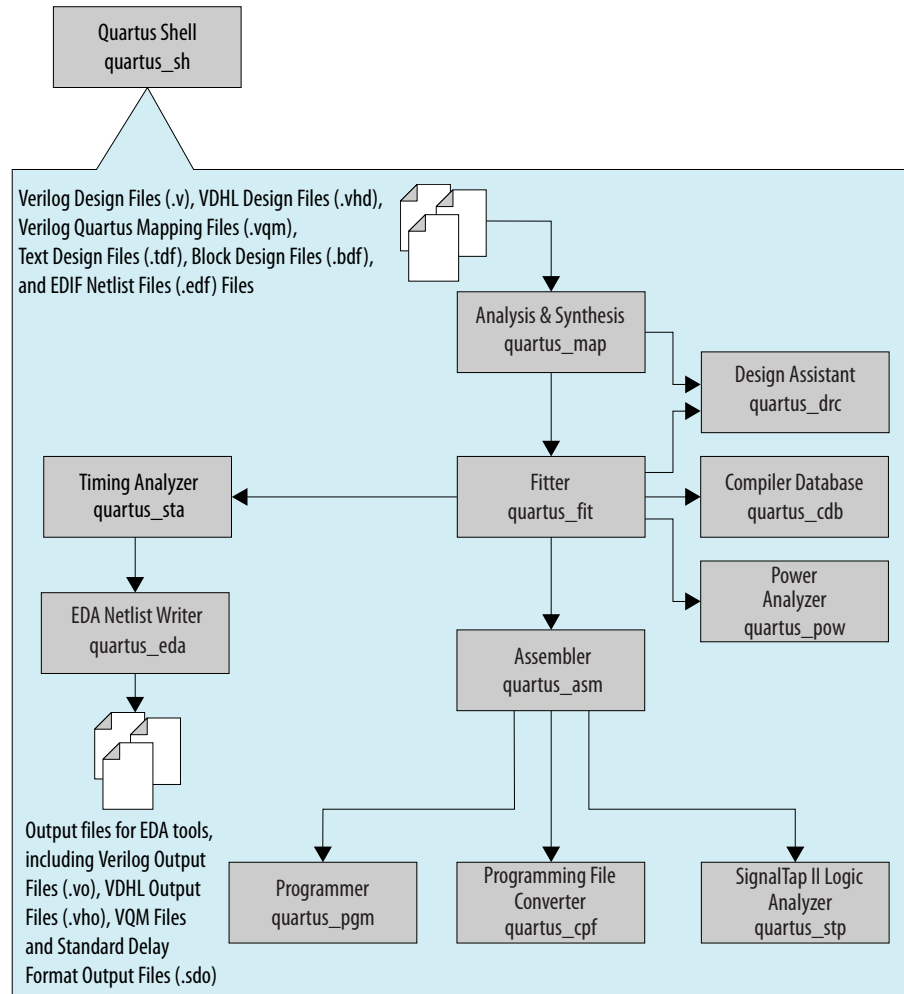 Quartus Shell
quartus_sh
Verilog Design Files (.v), VDHL Design Files (.vhd),
Verilog Quartus Mapping Files (.vqm),
Text Design Files (.tdf), Block Design Files (.bdf),
and EDIF Netlist Files (.edf) Files
Analysis & Synthesis
quartus_map
Design Assistant
quartus_drc
Timing Analyzer
quartus_sta
Fitter
quartus_fit
Compiler Database
quartus_cdb
Power
Analyzer
quartus_pow
EDA Netlist Writer
quartus_eda
Assembler
quartus_asm
Output files for EDA tools,
including Verilog Output
Files (.vo), VDHL Output
Files (.vho), VQM Files
and Standard Delay
Format Output Files (.sdo)
Programmer
quartus_pgm
Programming File
Converter
quartus_cpf
SignalTap II Logic
Analyzer
quartus_stp